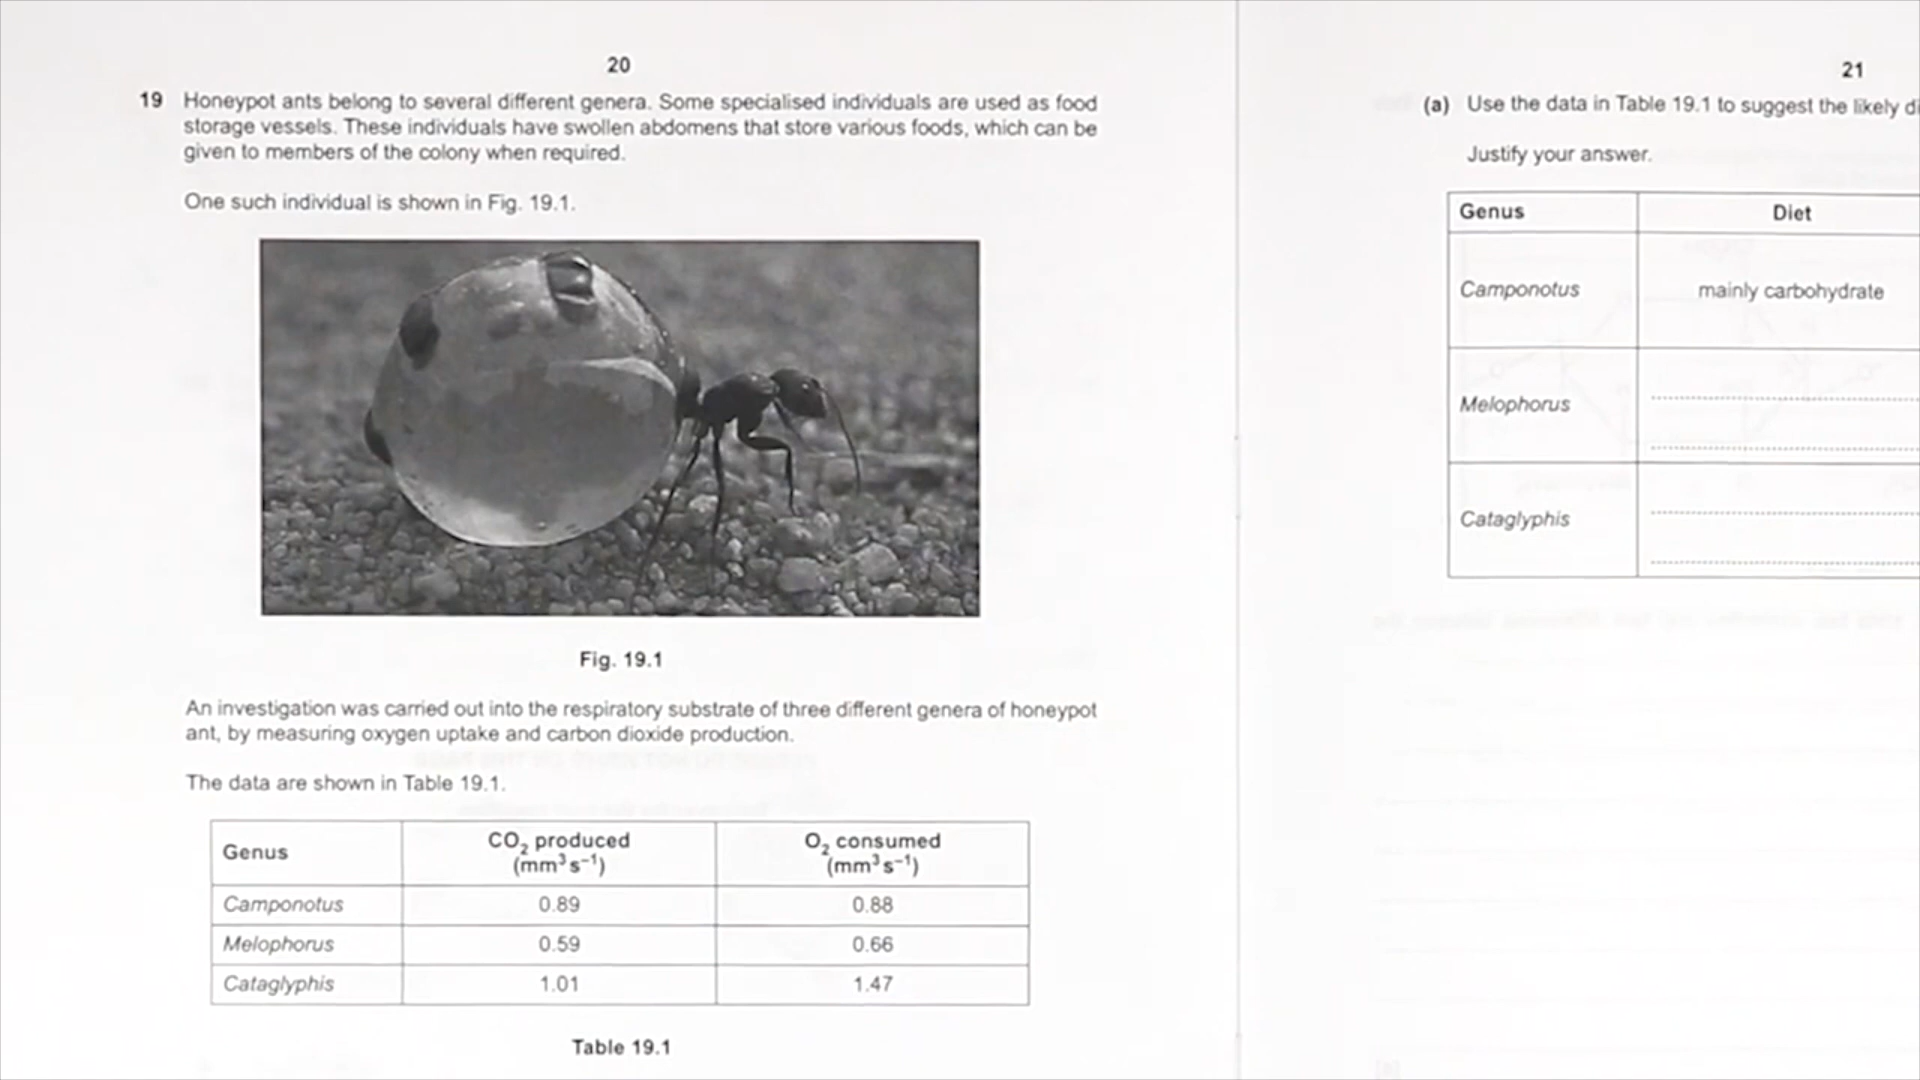 20
19 Honeypot ants belong to several different genera. Some specialised individuals are used as food
storage vessels. These individuals have swollen abdomens that store various foods, which can be
given to members of the colony when required.
One such individual is shown in Fig. 19.1.
Fig. 19.1
An investigation was carried out into the respiratory substrate of three different genera of honeypot
ant, by measuring oxygen uptake and carbon dioxide production.
The data are shown in Table 19.1.
Genus CO₂ produced (mm³ s⁻¹) O₂ consumed (mm³ s⁻¹)
Camponotus 0.89 0.88
Melophorus 0.59 0.66
Cataglyphis 1.01 1.47
Table 19.1
21
(a) Use the data in Table 19.1 to suggest the likely
Justify your answer.
Genus Diet
Camponotus mainly carbohydrate
Melophorus
Cataglyphis